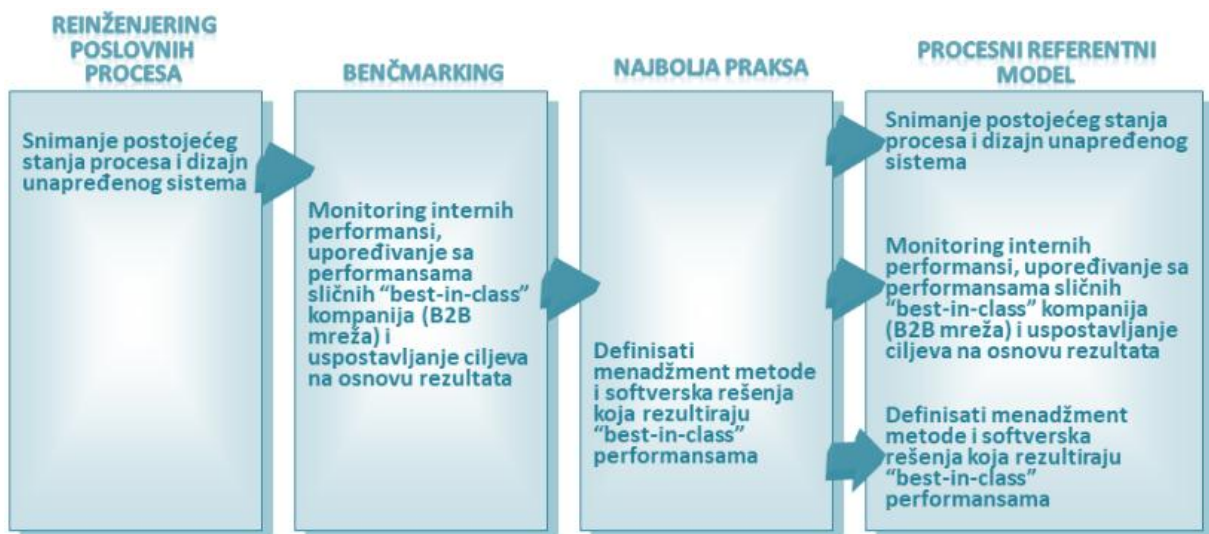 REINŽENJERING
POSLOVNIH
PROCESA
Snimanje postojećeg
stanja procesa i dizajn
unapređenog sistema
BENČMARKING
Monitoring internih
performansi,
upoređivanje sa
performansama
sličnih “best-in-class”
kompanija (B2B
mreža) i
uspostavljanje ciljeva
na osnovu rezultata
NAJBOLJA PRAKSA
Definisati
menadžment metode
i softverska rešenja
koja rezultiraju
“best-in-class”
performansama
PROCESNI REFERENTNI
MODEL
Snimanje postojećeg stanja
procesa i dizajn unapređenog
sistema
Monitoring internih
performansi, upoređivanje sa
performansama sličnih
“best-in-class” kompanija
(B2B mreža) i uspostavljanje
ciljeva na osnovu rezultata
Definisati menadžment
metode i softverska
rešenja koja rezultiraju
“best-in-class”
performansama